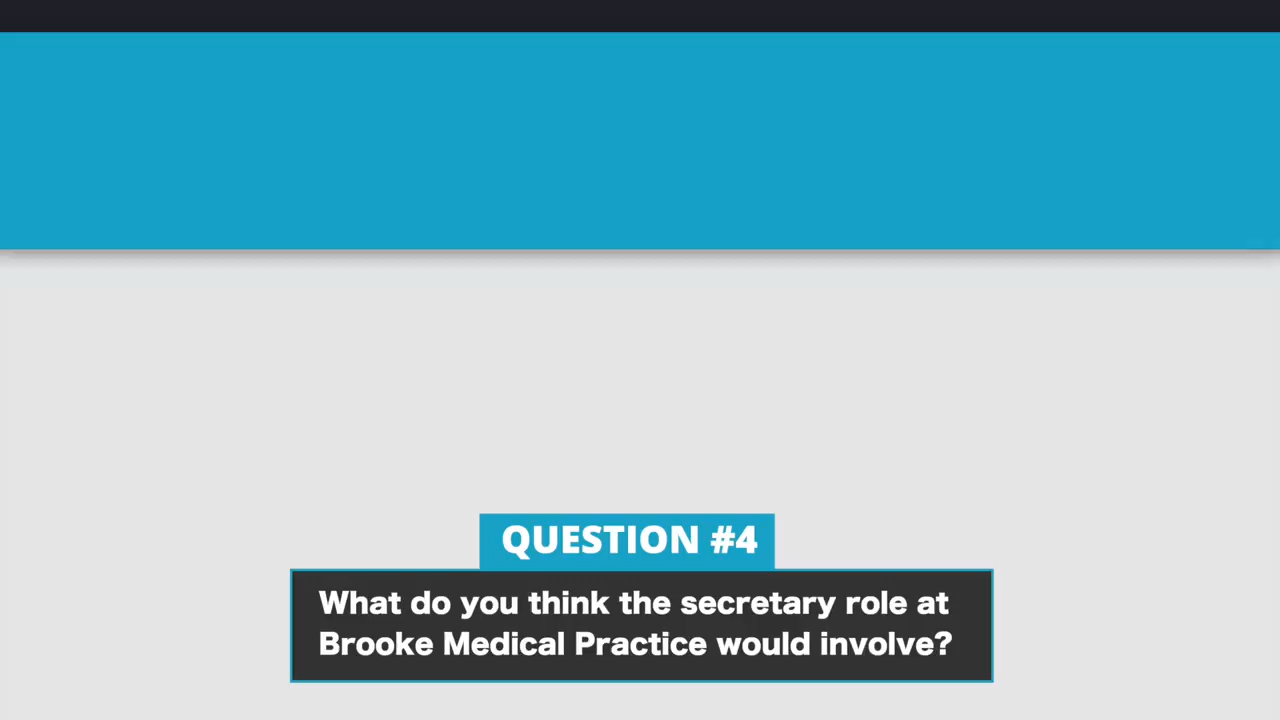 QUESTION #4
What do you think the secretary role at
Brooke Medical Practice would involve?